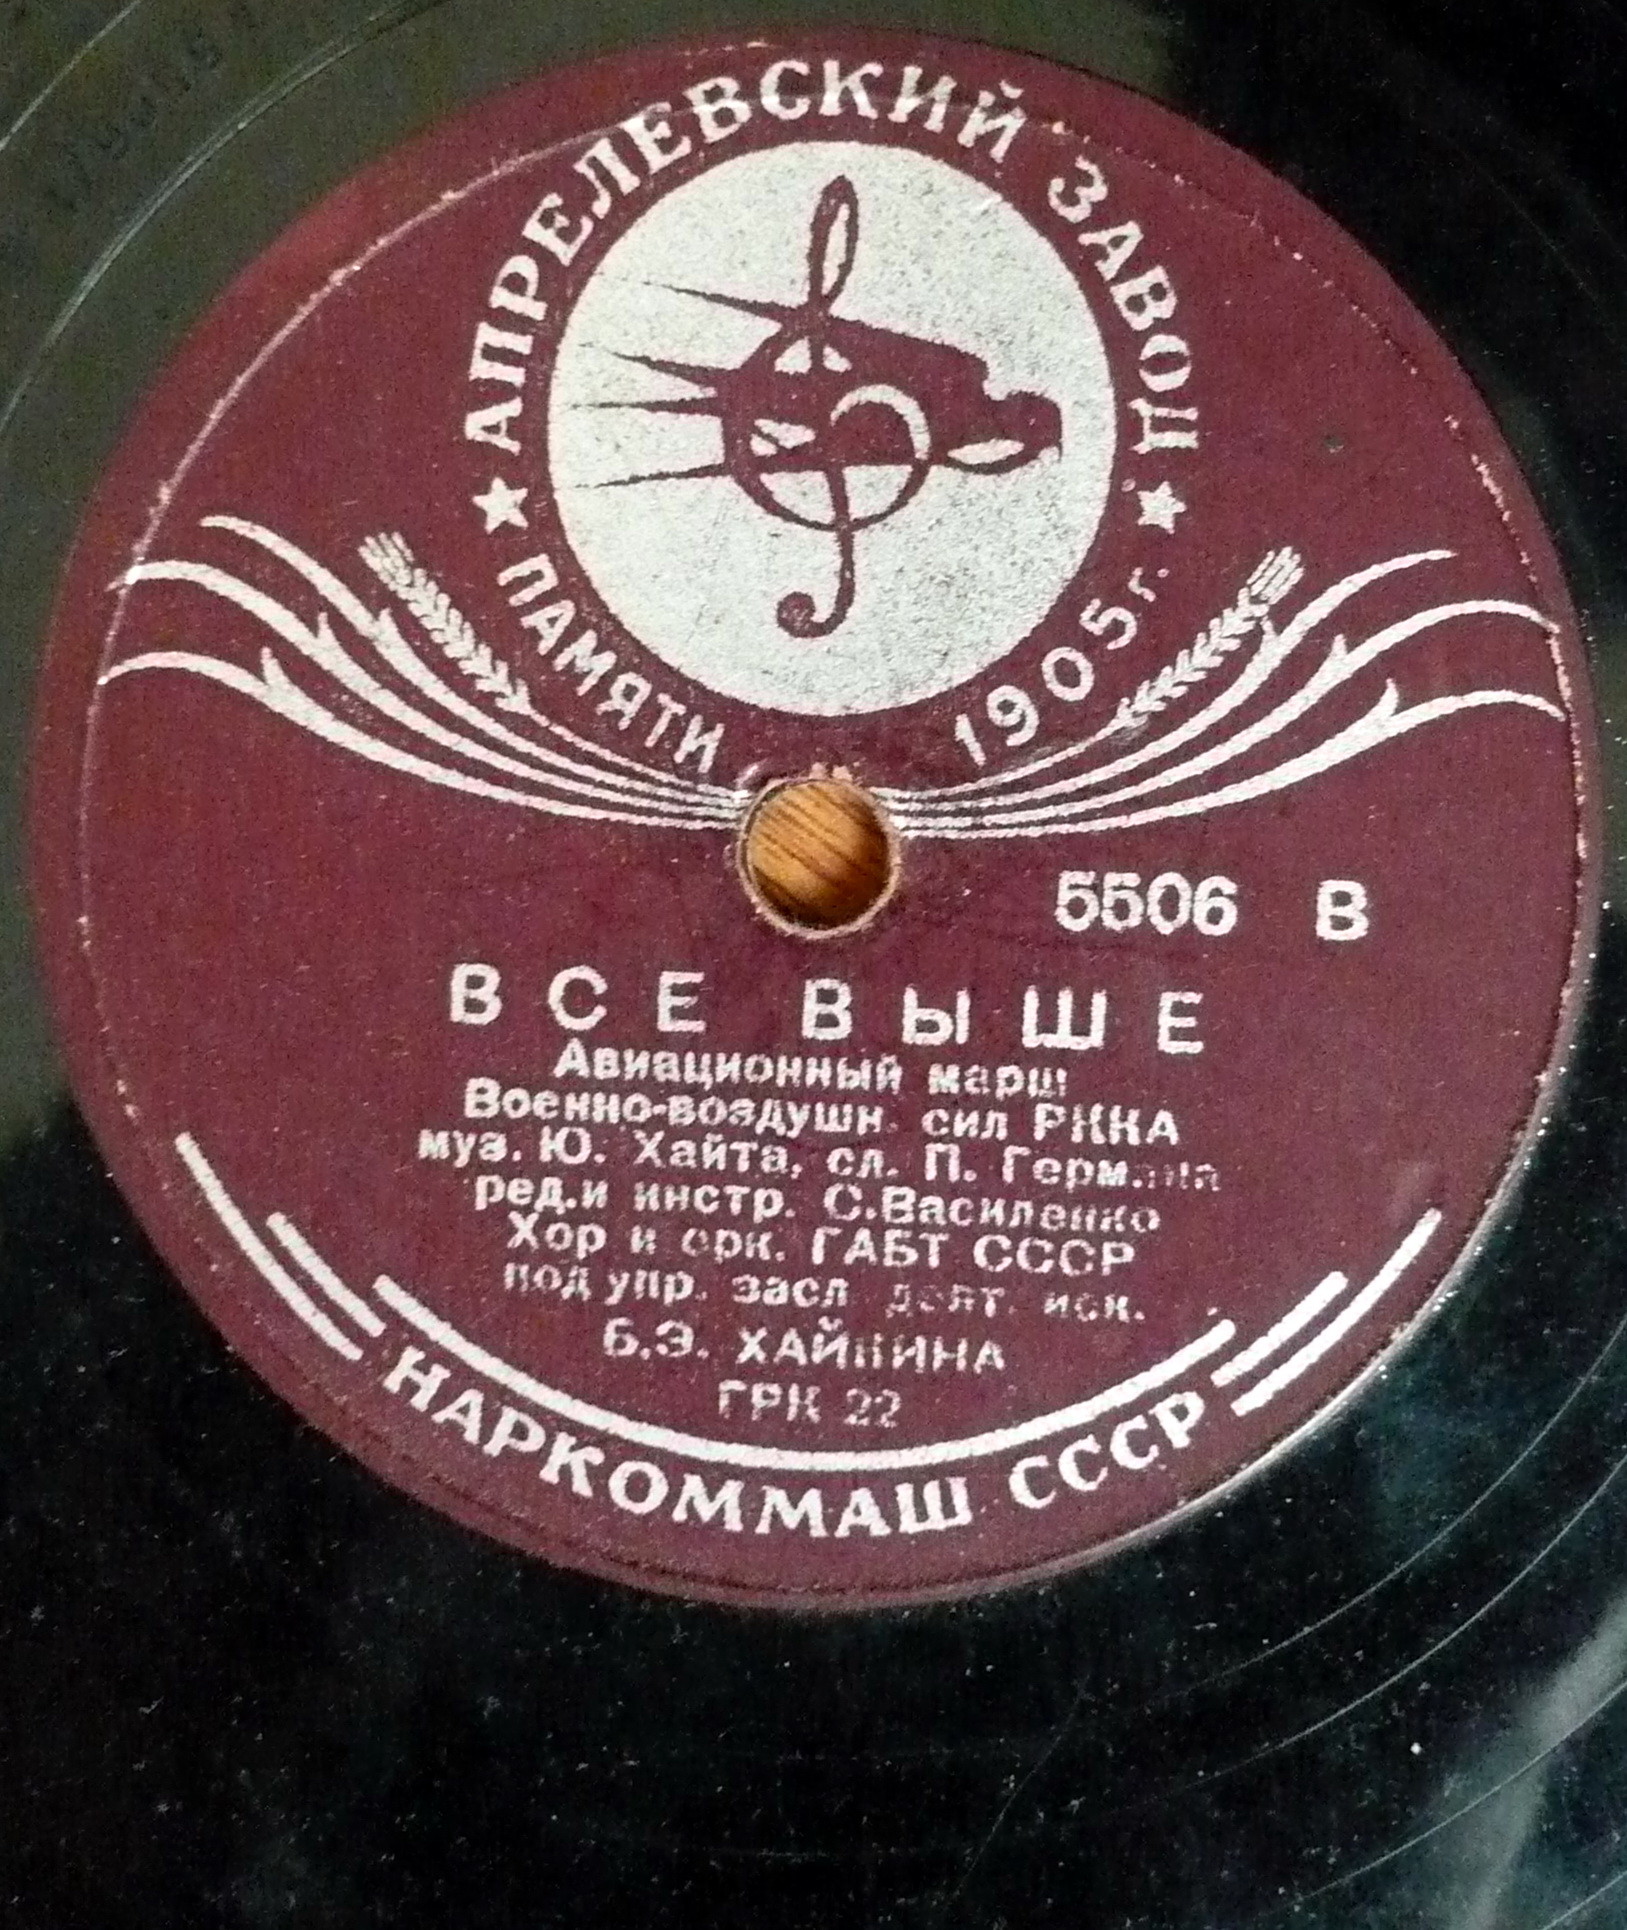 АПРЕЛЕВСКИЙ ЗАВОД
ПАМЯТИ 1905 г.
5506 В
ВСЕ ВЫШЕ
Авиационный марш
Военно-воздушн. сил РККА
муз. Ю. Хайта, сл. П. Германа
ред.и инстр. С.Василенко
Хор и орк. ГАБТ СССР
под упр. засл. деят. иск.
Б.Э. ХАЙКИНА
ГРК 22
НАРКОММАШ СССР